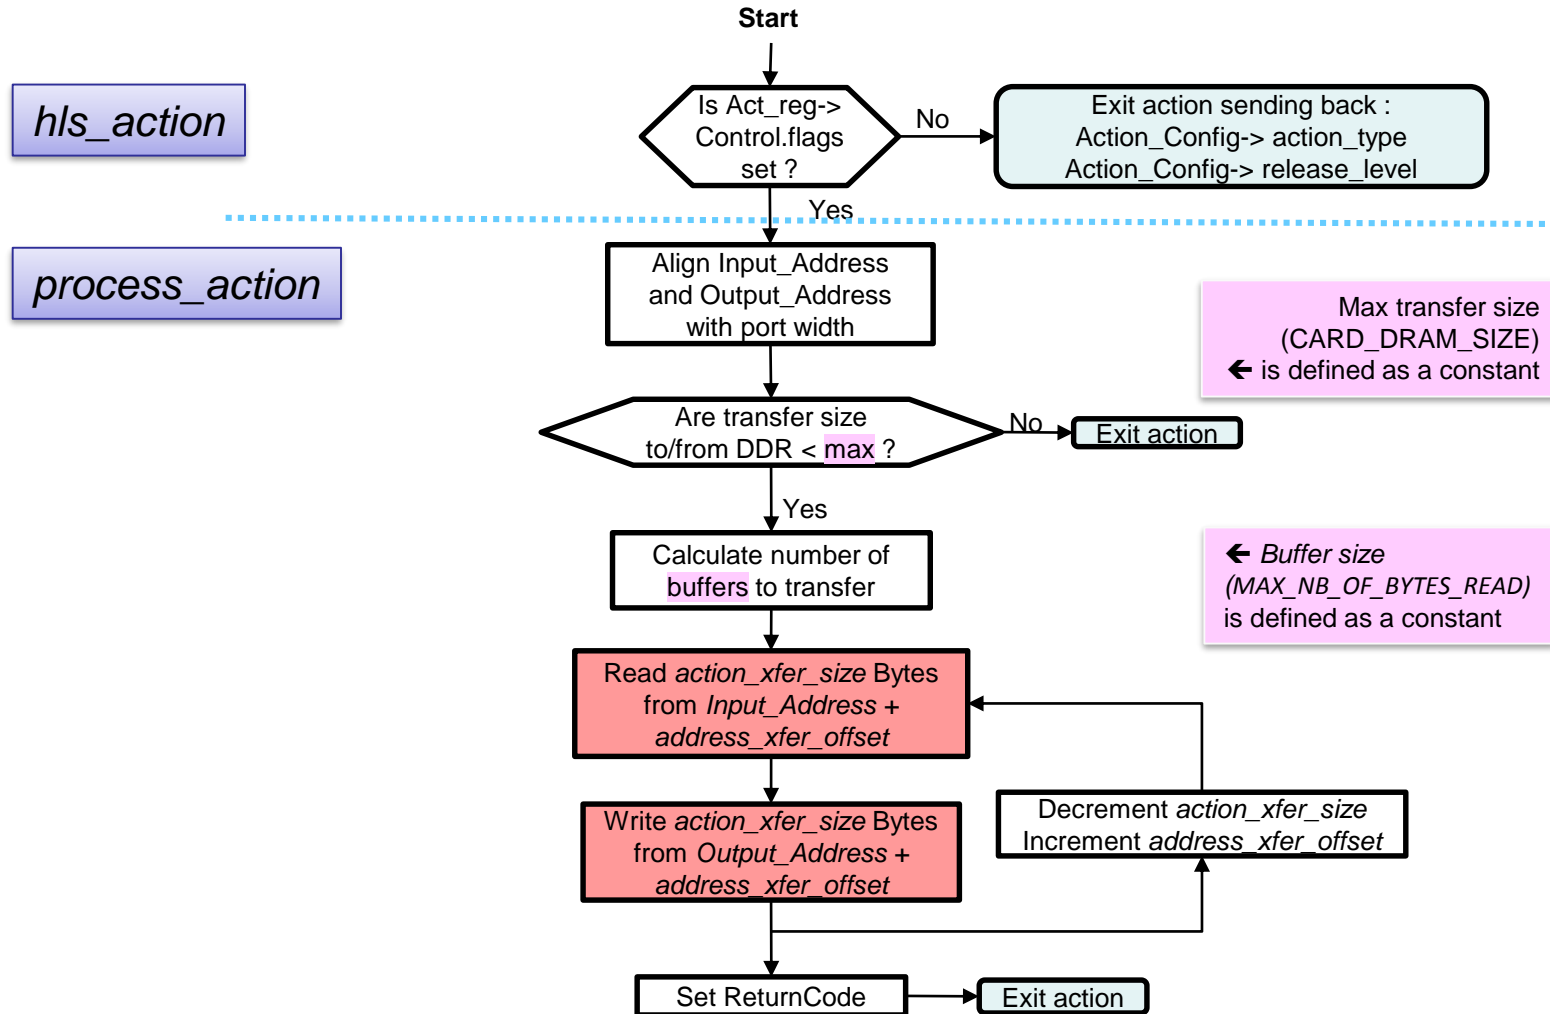 Start
hls_action
Is Act_reg->
Control.flags
set ?
No
Exit action sending back :
Action_Config-> action_type
Action_Config-> release_level
Yes
process_action
Align Input_Address
and Output_Address
with port width
Max transfer size
(CARD_DRAM_SIZE)
← is defined as a constant
Are transfer size
to/from DDR < max ?
No
Exit action
Yes
Calculate number of
buffers to transfer
← Buffer size
(MAX_NB_OF_BYTES_READ)
is defined as a constant
Read action_xfer_size Bytes
from Input_Address +
address_xfer_offset
Decrement action_xfer_size
Increment address_xfer_offset
Write action_xfer_size Bytes
from Output_Address +
address_xfer_offset
Set ReturnCode
Exit action